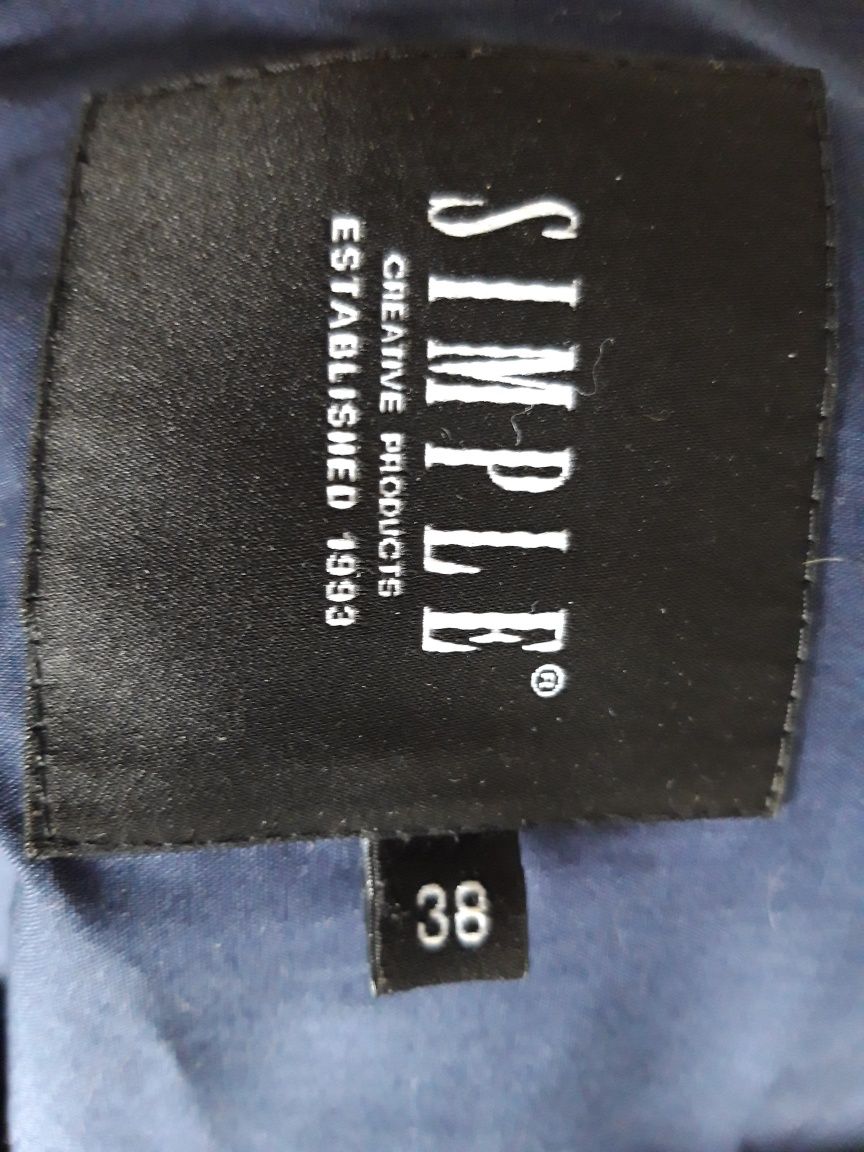 SIMPLE®
CREATIVE PRODUCTS
ESTABLISHED 1993
38